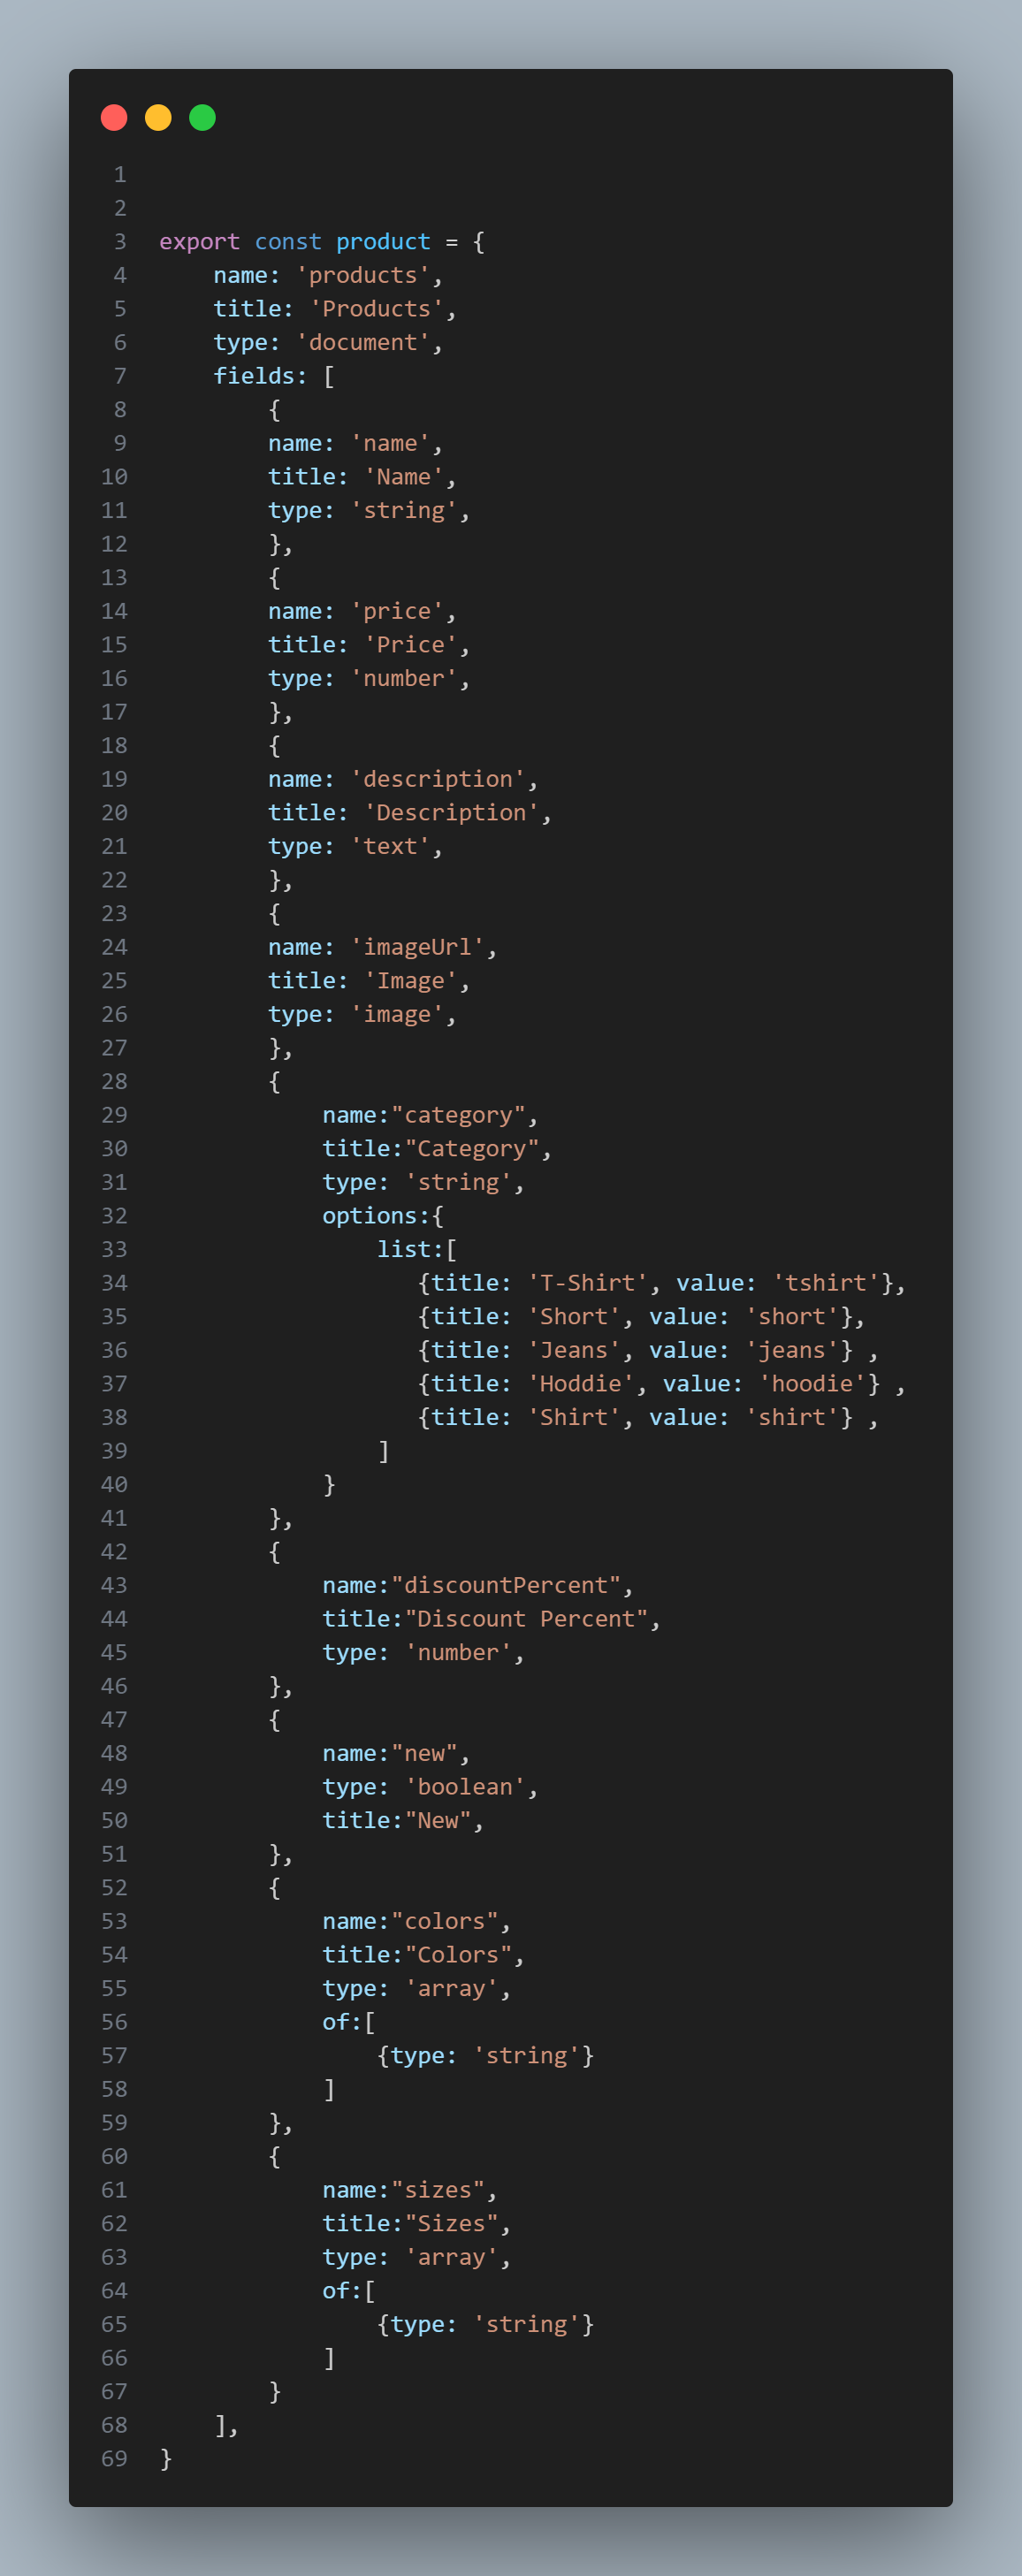 1
2
3 export const product = {
4     name: 'products',
5     title: 'Products',
6     type: 'document',
7     fields: [
8         {
9         name: 'name',
10         title: 'Name',
11         type: 'string',
12         },
13         {
14         name: 'price',
15         title: 'Price',
16         type: 'number',
17         },
18         {
19         name: 'description',
20         title: 'Description',
21         type: 'text',
22         },
23         {
24         name: 'imageUrl',
25         title: 'Image',
26         type: 'image',
27         },
28         {
29             name:"category",
30             title:"Category",
31             type: 'string',
32             options:{
33                 list:[
34                    {title: 'T-Shirt', value: 'tshirt'},
35                    {title: 'Short', value: 'short'},
36                    {title: 'Jeans', value: 'jeans'} ,
37                    {title: 'Hoddie', value: 'hoodie'} ,
38                    {title: 'Shirt', value: 'shirt'} ,
39                 ]
40             }
41         },
42         {
43             name:"discountPercent",
44             title:"Discount Percent",
45             type: 'number',
46         },
47         {
48             name:"new",
49             type: 'boolean',
50             title:"New",
51         },
52         {
53             name:"colors",
54             title:"Colors",
55             type: 'array',
56             of:[
57                 {type: 'string'}
58             ]
59         },
60         {
61             name:"sizes",
62             title:"Sizes",
63             type: 'array',
64             of:[
65                 {type: 'string'}
66             ]
67         }
68     ],
69 }